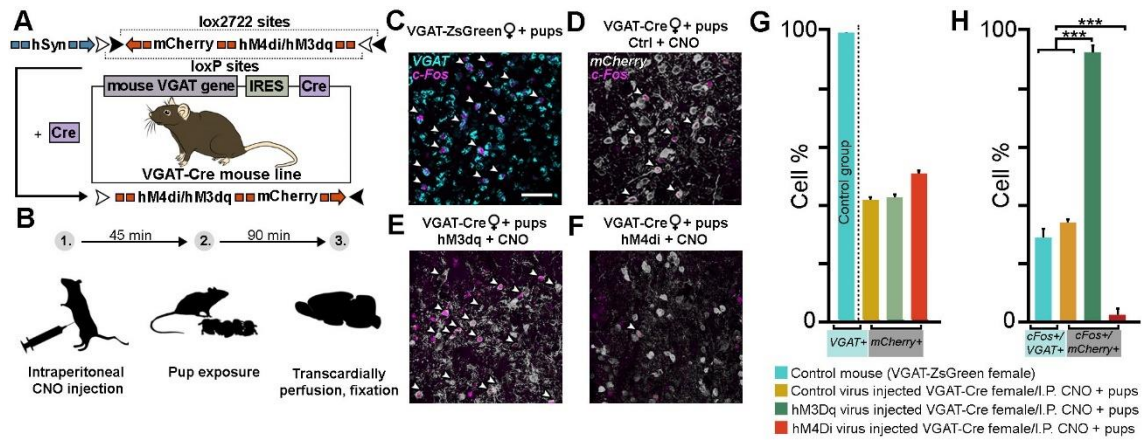 A
lox2722 sites
hSyn
mCherry
hM4di/hM3dq
loxP sites
mouse VGAT gene
IRES
Cre
+ Cre
VGAT-Cre mouse line
hM4di/hM3dq
mCherry
B
1.
45 min
2.
90 min
3.
Intraperitoneal
CNO injection
Pup exposure
Transcardially
perfusion, fixation
C
VGAT-ZsGreen♀+ pups
VGAT
c-Fos
D
VGAT-Cre♀+ pups
Ctrl + CNO
mCherry
c-Fos
E
VGAT-Cre♀+ pups
hM3dq + CNO
F
VGAT-Cre♀+ pups
hM4di + CNO
G
100
Cell %
0
Control group
VGAT+
mCherry+
H
100
Cell %
0
***
***
cFos+/
VGAT+
cFos+/
mCherry+
Control mouse (VGAT-ZsGreen female)
Control virus injected VGAT-Cre female/I.P. CNO + pups
hM3Dq virus injected VGAT-Cre female/I.P. CNO + pups
hM4Di virus injected VGAT-Cre female/I.P. CNO + pups